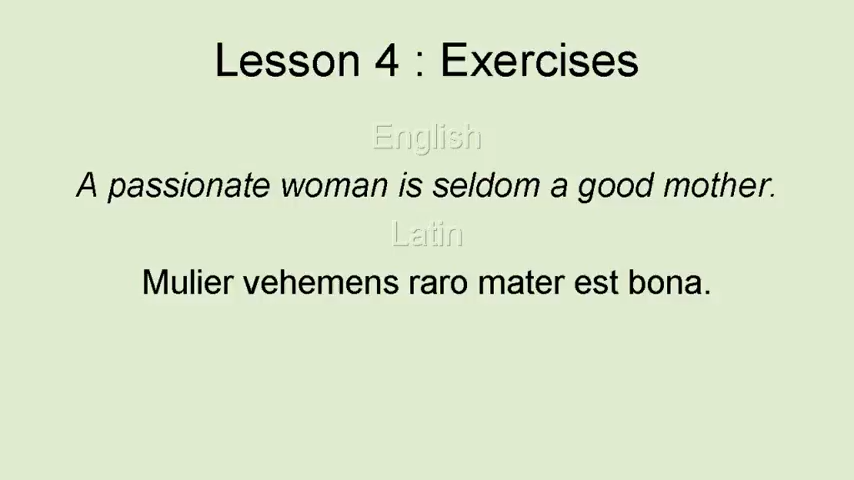 Lesson 4 : Exercises
English
A passionate woman is seldom a good mother.
Latin
Mulier vehemens raro mater est bona.